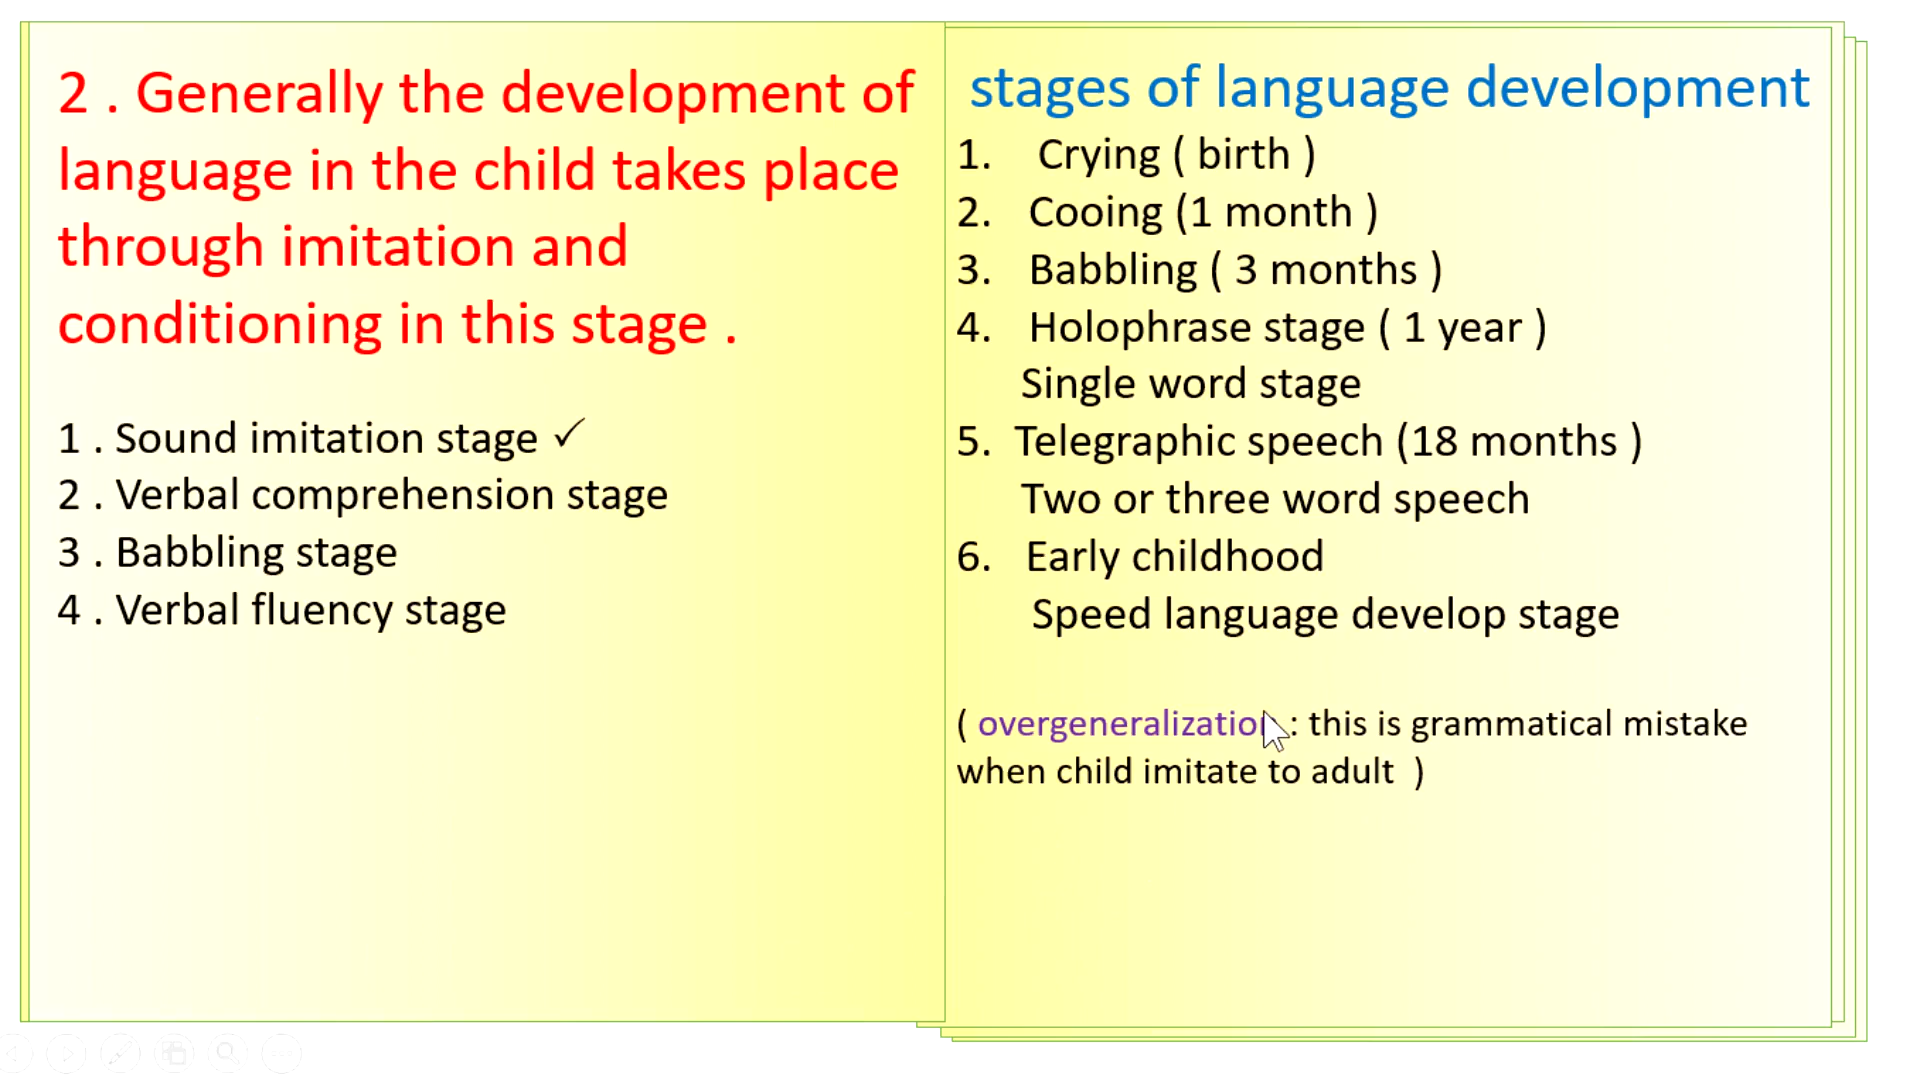 2 . Generally the development of
language in the child takes place
through imitation and
conditioning in this stage .
1 . Sound imitation stage ✓
2 . Verbal comprehension stage
3 . Babbling stage
4 . Verbal fluency stage
stages of language development
1. Crying ( birth )
2. Cooing (1 month )
3. Babbling ( 3 months )
4. Holophrase stage ( 1 year )
Single word stage
5. Telegraphic speech (18 months )
Two or three word speech
6. Early childhood
Speed language develop stage
( overgeneralization : this is grammatical mistake
when child imitate to adult )